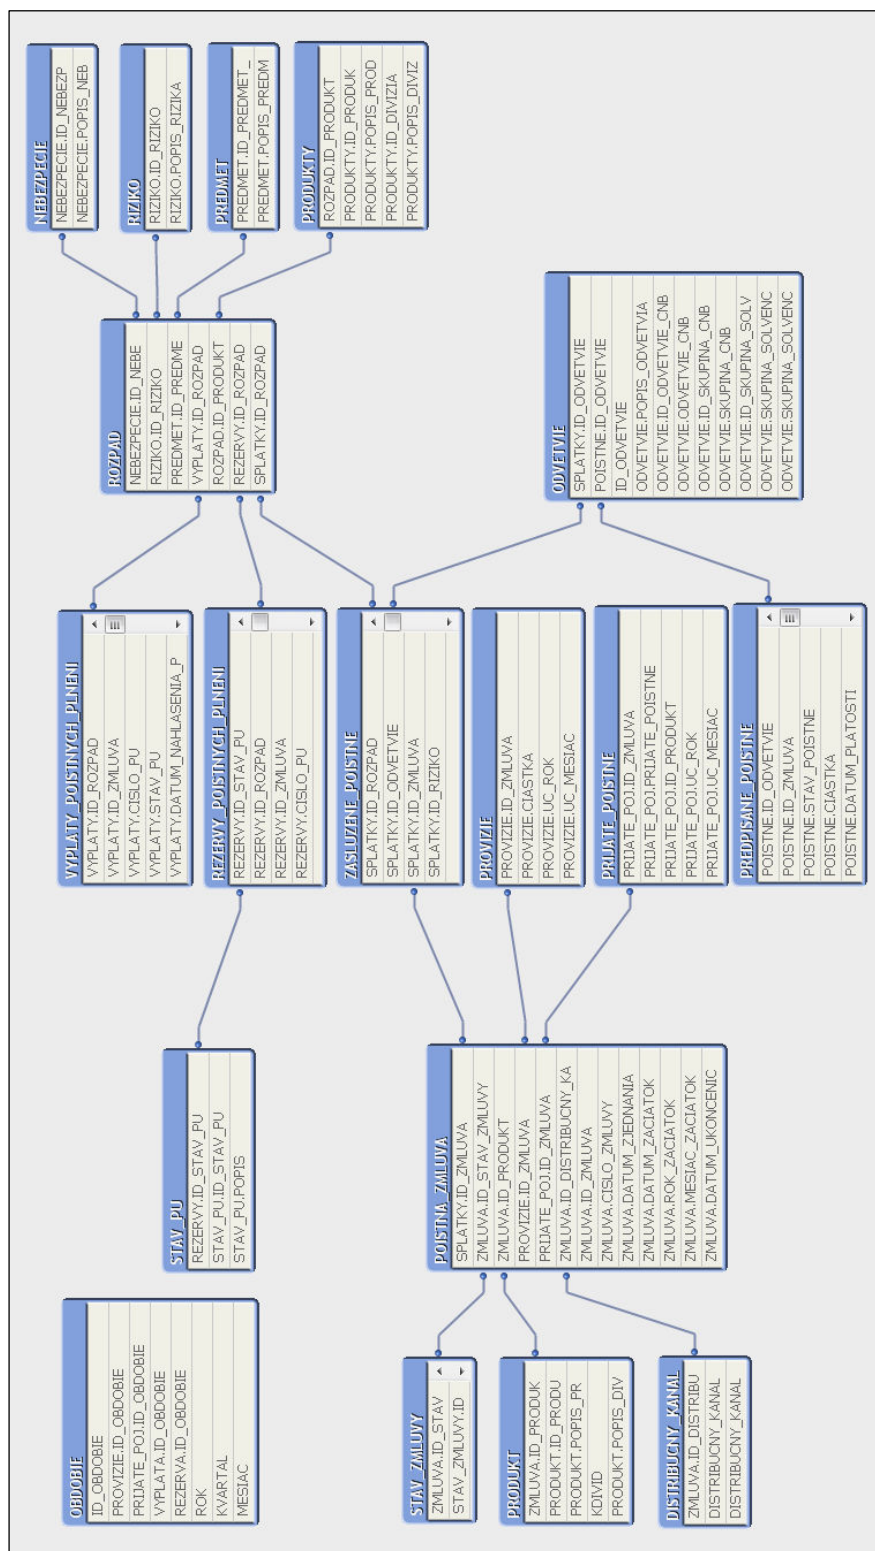 OBDOBIE
ID_OBDOBIE
PROVIZIE.ID_OBDOBIE
PRIJATE_POJ.ID_OBDOBIE
VYPLATA.ID_OBDOBIE
REZERVA.ID_OBDOBIE
ROK
KVARTAL
MESIAC
STAV_PU
REZERVY.ID_STAV_PU
STAV_PU.ID_STAV_PU
STAV_PU.POPIS
STAV_ZMLUVY
ZMLUVA.ID_STAV
STAV_ZMLUVY.ID
PRODUKT
ZMLUVA.ID_PRODUK
PRODUKT.ID_PRODU
PRODUKT.POPIS_PR
KDIVID
PRODUKT.POPIS_DIV
DISTRIBUCNY_KANAL
ZMLUVA.ID_DISTRIBU
DISTRIBUCNY_KANAL
DISTRIBUCNY_KANAL
POISTNA_ZMLUVA
SPLATKY.ID_ZMLUVA
ZMLUVA.ID_STAV_ZMLUVY
ZMLUVA.ID_PRODUKT
PROVIZIE.ID_ZMLUVA
PRIJATE_POJ.ID_ZMLUVA
ZMLUVA.ID_DISTRIBUCNY_KA
ZMLUVA.ID_ZMLUVA
ZMLUVA.CISLO_ZMLUVY
ZMLUVA.DATUM_ZJEDNANIA
ZMLUVA.DATUM_ZACIATOK
ZMLUVA.ROK_ZACIATOK
ZMLUVA.MESIAC_ZACIATOK
ZMLUVA.DATUM_UKONCENIC
VYPLATY_POISTNYCH_PLNENI
VYPLATY.ID_ROZPAD
VYPLATY.ID_ZMLUVA
VYPLATY.CISLO_PU
VYPLATY.STAV_PU
VYPLATY.DATUM_NAHLASENIA_P
REZERVY_POISTNYCH_PLNENI
REZERVY.ID_STAV_PU
REZERVY.ID_ROZPAD
REZERVY.ID_ZMLUVA
REZERVY.CISLO_PU
ZASLUZENE_POISTNE
SPLATKY.ID_ROZPAD
SPLATKY.ID_ODVETVIE
SPLATKY.ID_ZMLUVA
SPLATKY.ID_RIZIKO
PROVIZIE
PROVIZIE.ID_ZMLUVA
PROVIZIE.CIASTKA
PROVIZIE.UC_ROK
PROVIZIE.UC_MESIAC
PRIJATE_POISTNE
PRIJATE_POJ.ID_ZMLUVA
PRIJATE_POJ.PRIJATE_POISTNE
PRIJATE_POJ.ID_PRODUKT
PRIJATE_POJ.UC_ROK
PRIJATE_POJ.UC_MESIAC
PREDPISANE_POISTNE
POISTNE.ID_ODVETVIE
POISTNE.ID_ZMLUVA
POISTNE.STAV_POISTNE
POISTNE.CIASTKA
POISTNE.DATUM_PLATOSTI
ROZPAD
NEBEZPECIE.ID_NEBE
RIZIKO.ID_RIZIKO
PREDMET.ID_PREDME
VYPLATY.ID_ROZPAD
ROZPAD.ID_PRODUKT
REZERVY.ID_ROZPAD
SPLATKY.ID_ROZPAD
ODVETVIE
SPLATKY.ID_ODVETVIE
POISTNE.ID_ODVETVIE
ID_ODVETVIE
ODVETVIE.POPIS_ODVETVIA
ODVETVIE.ID_ODVETVIE_CNB
ODVETVIE.ODVETVIE_CNB
ODVETVIE.ID_SKUPINA_CNB
ODVETVIE.SKUPINA_CNB
ODVETVIE.ID_SKUPINA_SOLV
ODVETVIE.SKUPINA_SOLVENC
ODVETVIE.SKUPINA_SOLVENC
NEBEZPECIE
NEBEZPECIE.ID_NEBEZP
NEBEZPECIE.POPIS_NEB
RIZIKO
RIZIKO.ID_RIZIKO
RIZIKO.POPIS_RIZIKA
PREDMET
PREDMET.ID_PREDMET_
PREDMET.POPIS_PREDM
PRODUKTY
ROZPAD.ID_PRODUKT
PRODUKTY.ID_PRODUK
PRODUKTY.POPIS_PROD
PRODUKTY.ID_DIVIZIA
PRODUKTY.POPIS_DIVIZ